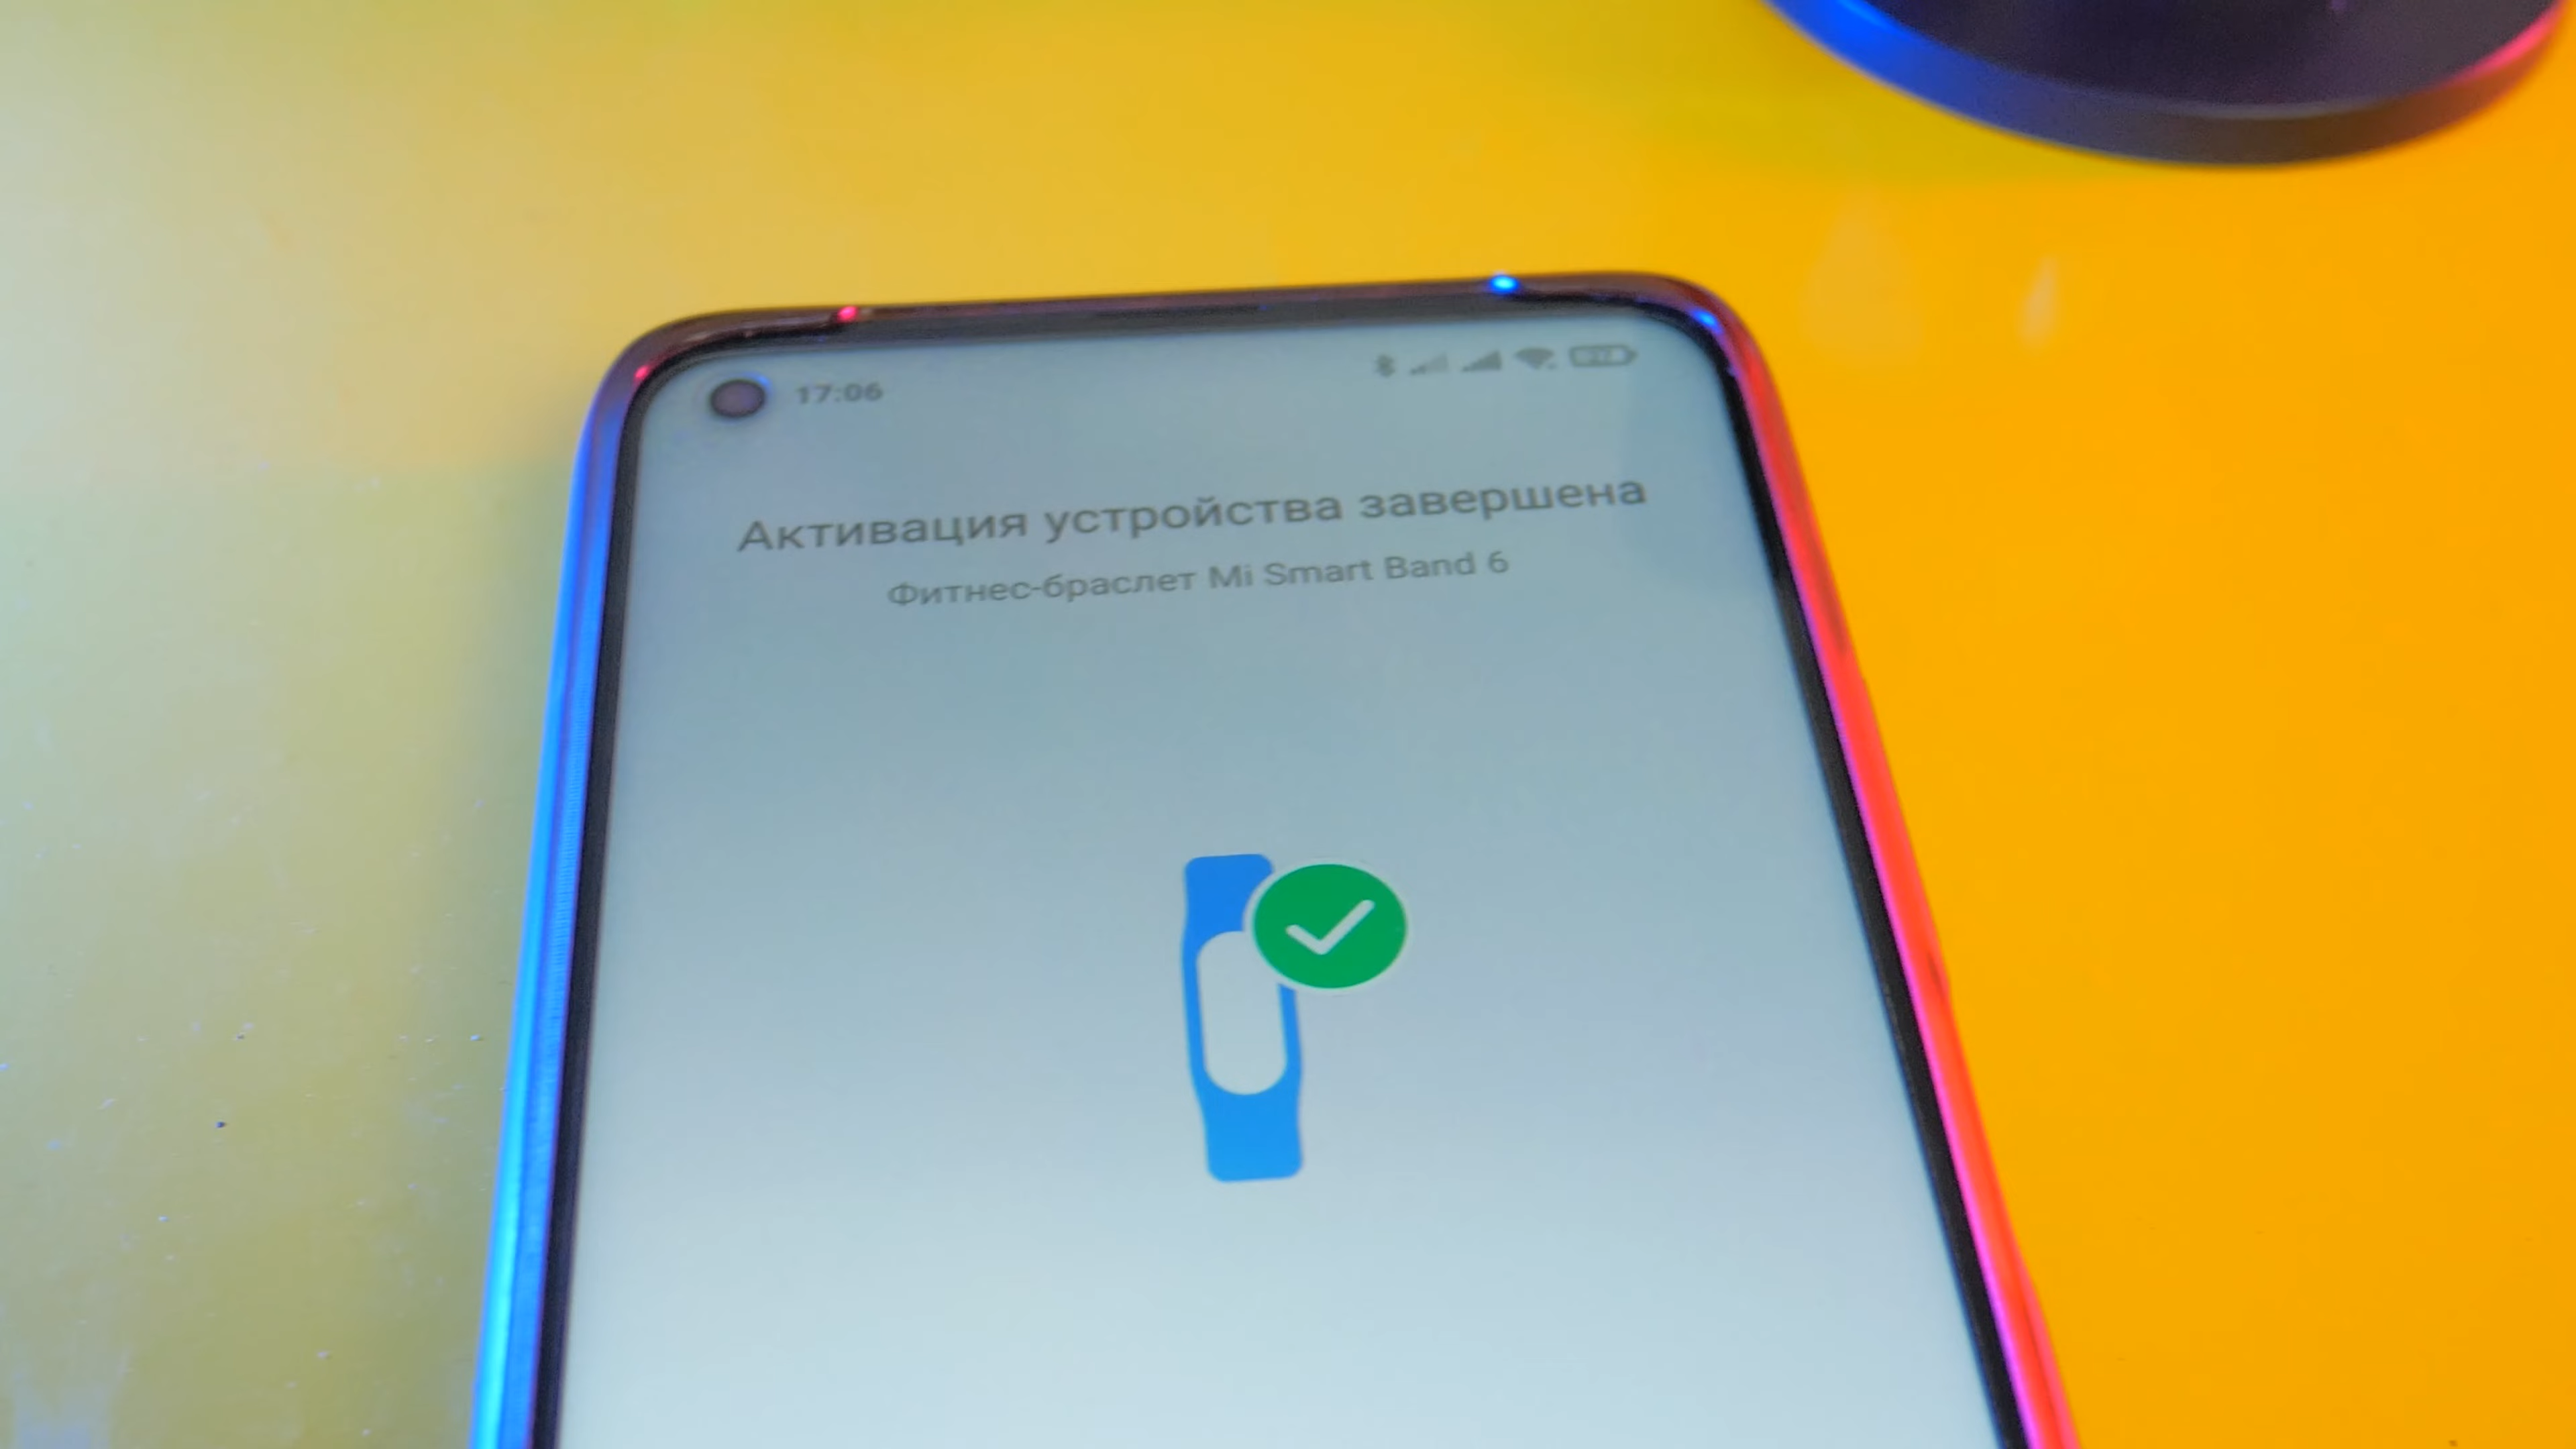 17:06
Активация устройства завершена
Фитнес-браслет Mi Smart Band 6